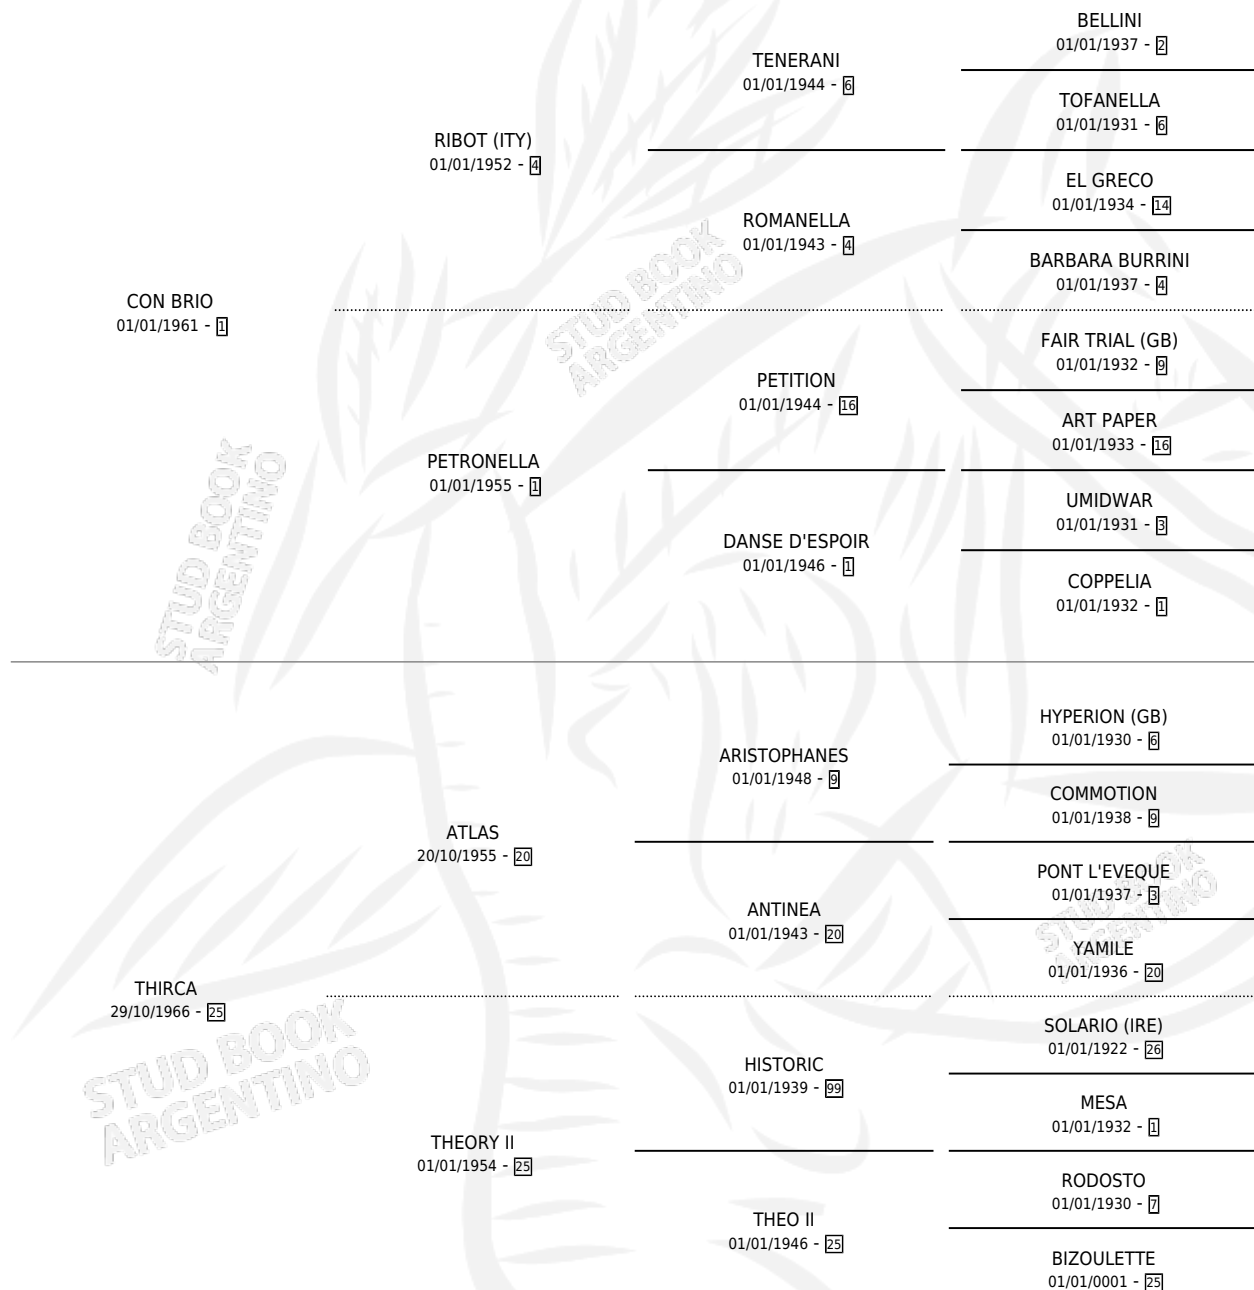 BELLINI
01/01/1937 - 2
TENERANI
01/01/1944 - 6
TOFANELLA
01/01/1931 - 6
RIBOT (ITY)
01/01/1952 - 4
EL GRECO
01/01/1934 - 14
ROMANELLA
01/01/1943 - 4
BARBARA BURRINI
01/01/1937 - 4
CON BRIO
01/01/1961 - 1
FAIR TRIAL (GB)
01/01/1932 - 9
PETITION
01/01/1944 - 16
ART PAPER
01/01/1933 - 16
PETRONELLA
01/01/1955 - 1
UMIDWAR
01/01/1931 - 3
DANSE D'ESPOIR
01/01/1946 - 1
COPPELIA
01/01/1932 - 1
STUD BOOK
ARGENTINO
STUD BOOK
ARGENTINO
HYPERION (GB)
01/01/1930 - 6
ARISTOPHANES
01/01/1948 - 9
COMMOTION
01/01/1938 - 9
ATLAS
20/10/1955 - 20
PONT L'EVEQUE
01/01/1937 - 3
ANTINEA
01/01/1943 - 20
YAMILE
01/01/1936 - 20
STUD BOOK
ARGENTINO
THIRCA
29/10/1966 - 25
SOLARIO (IRE)
01/01/1922 - 26
HISTORIC
01/01/1939 - 99
MESA
01/01/1932 - 1
STUD BOOK
ARGENTINO
THEORY II
01/01/1954 - 25
RODOSTO
01/01/1930 - 7
THEO II
01/01/1946 - 25
BIZOULETTE
01/01/0001 - 25